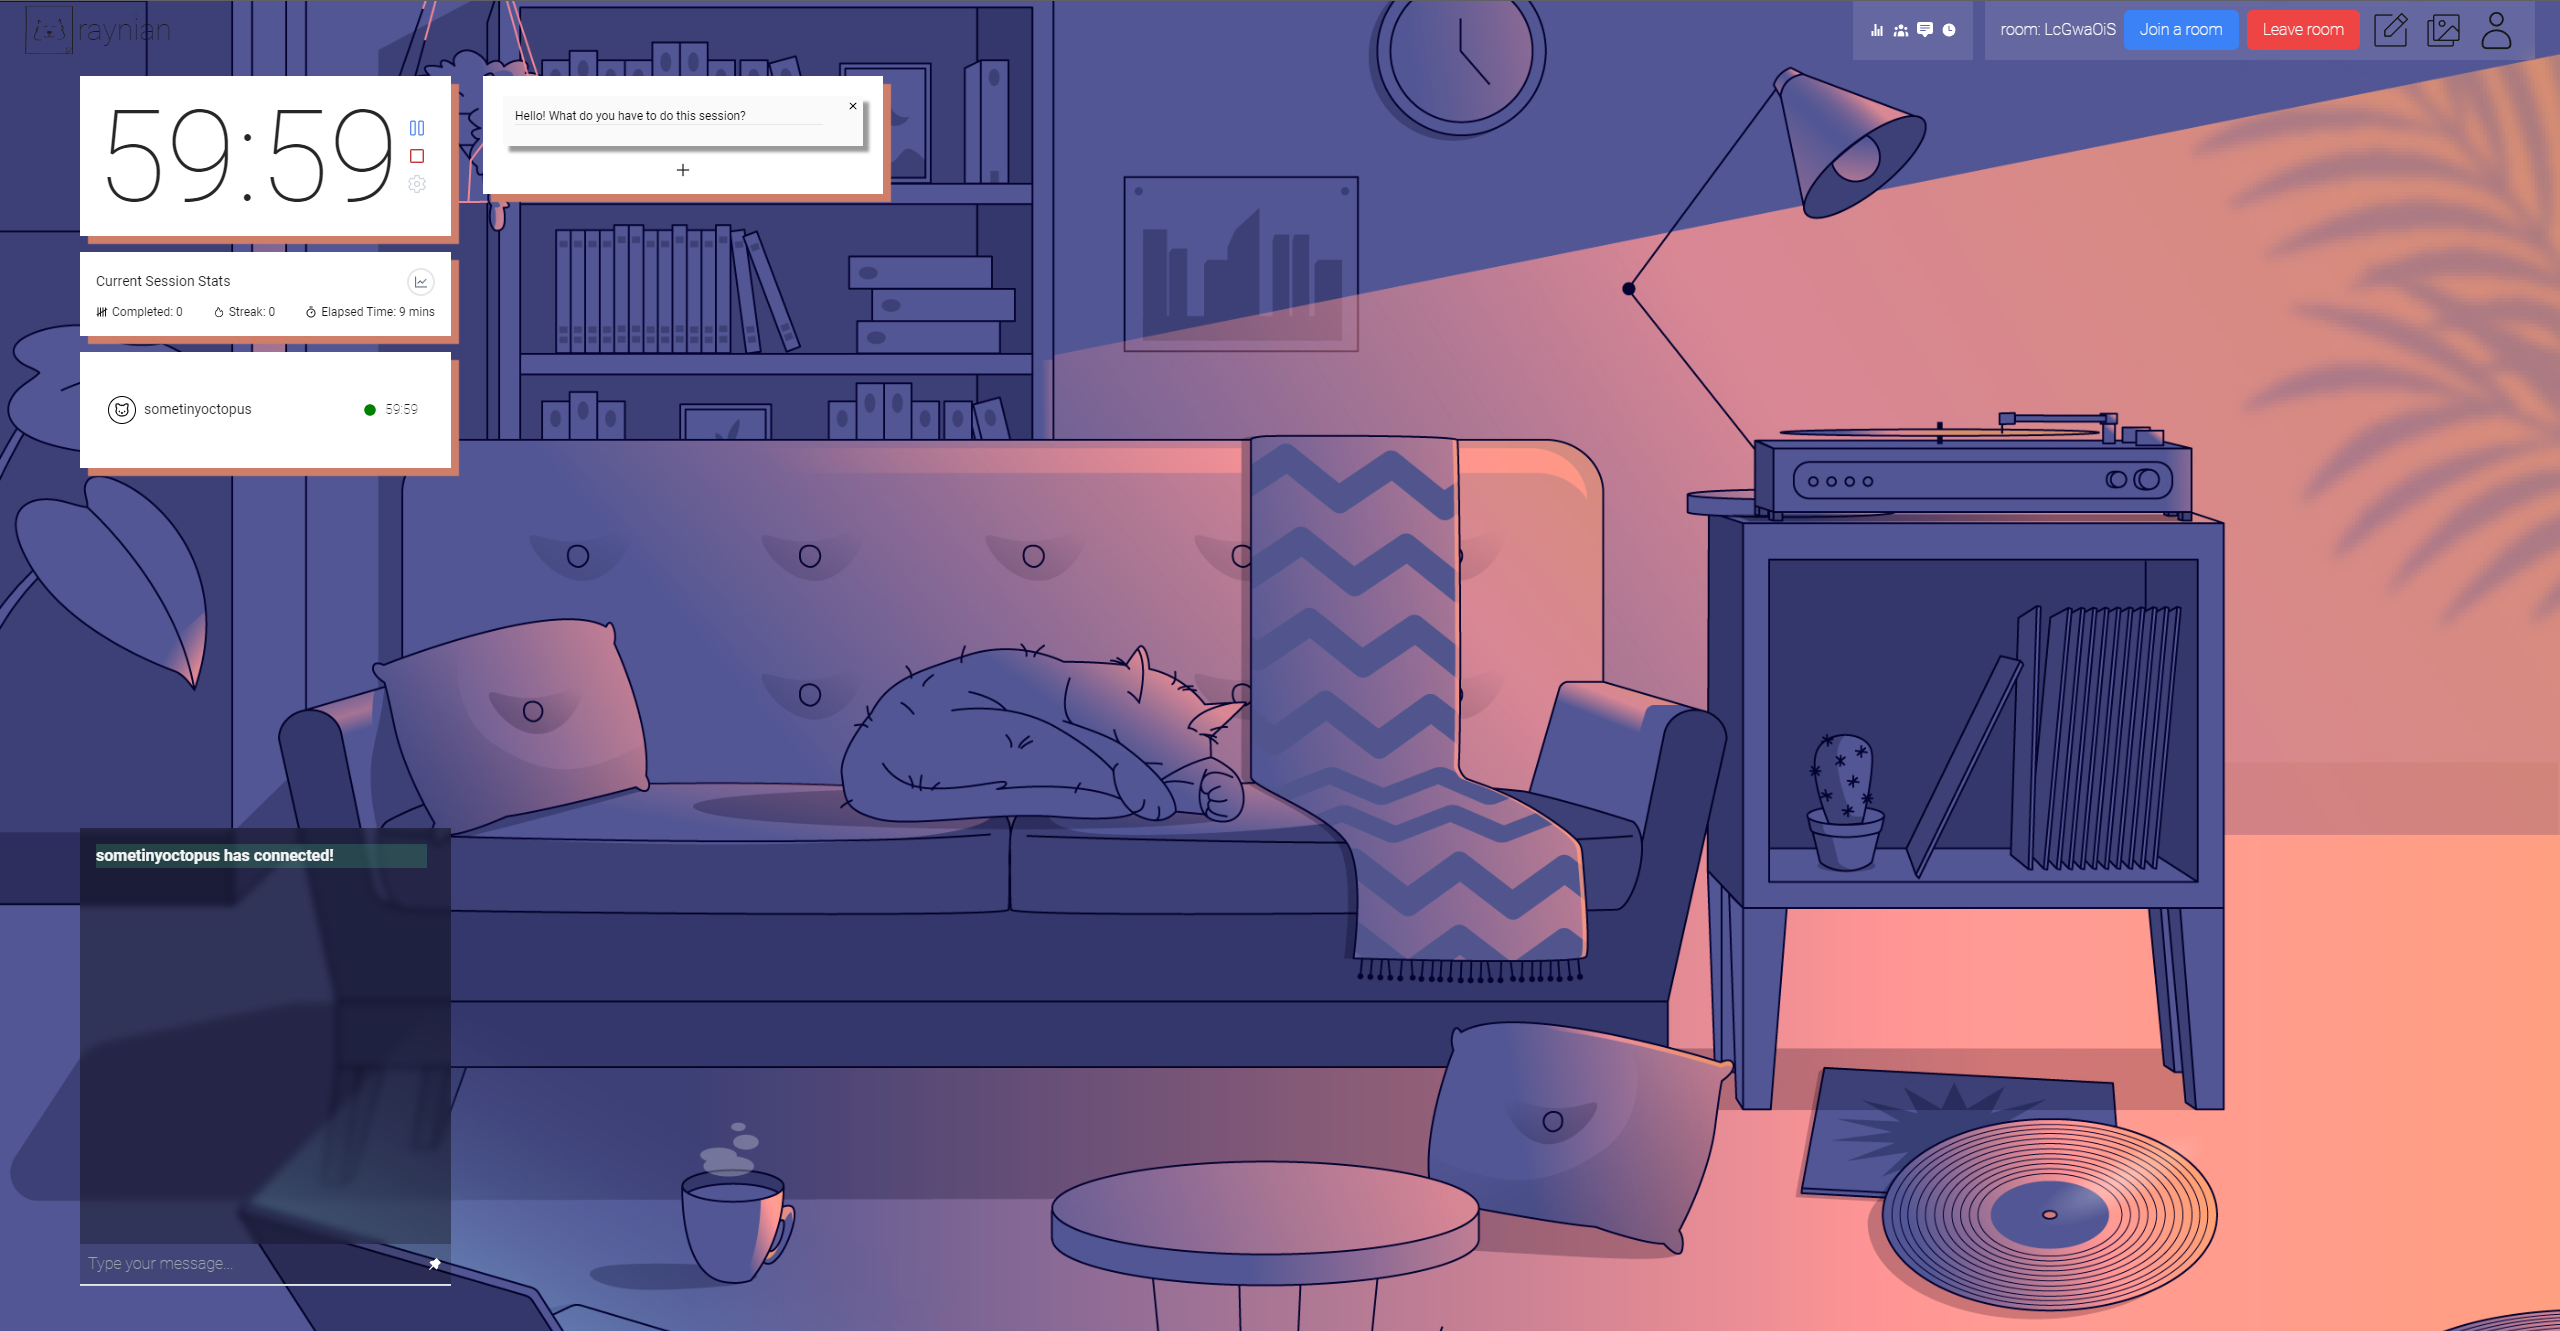 raynian
room: LcGwaOiS
Join a room
Leave room
59:59
Hello! What do you have to do this session?
Current Session Stats
Completed: 0
Streak: 0
Elapsed Time: 9 mins
sometinyoctopus
59:59
sometinyoctopus has connected!
Type your message...